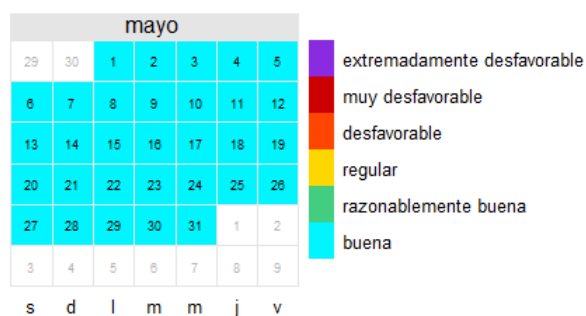 mayo
29 30 1 2 3 4 5
6 7 8 9 10 11 12
13 14 15 16 17 18 19
20 21 22 23 24 25 26
27 28 29 30 31 1 2
3 4 5 6 7 8 9
s d l m m j v
extremadamente desfavorable
muy desfavorable
desfavorable
regular
razonablemente buena
buena